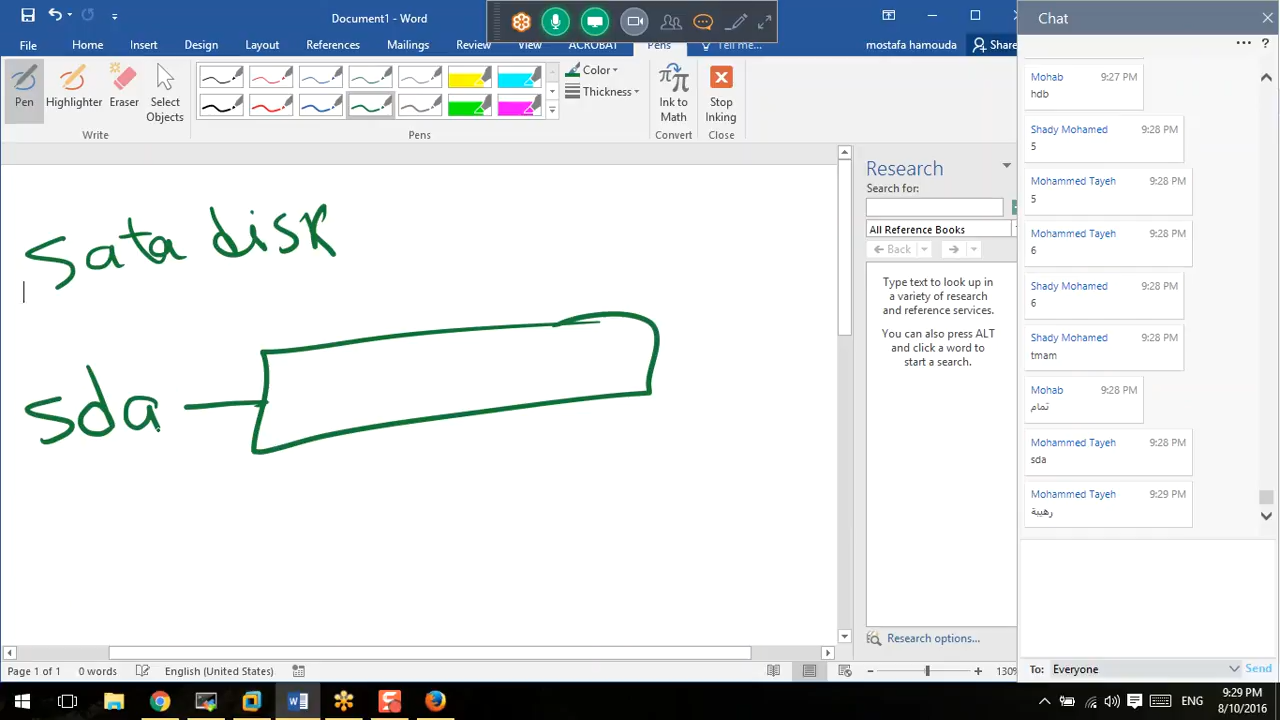 Document1 - Word
mostafa hamouda
Share
Chat
File
Home
Insert
Design
Layout
References
Mailings
Review
View
ACROBAT
Pens
Tell me...
Pen
Highlighter
Eraser
Select Objects
Write
Pens
Color
Thickness
Ink to Math
Convert
Stop Inking
Close
sata disk
sda
Research
Search for:
All Reference Books
Back
Type text to look up in
a variety of research
and reference services.
You can also press ALT
and click a word to
start a search.
Research options...
Mohab 9:27 PM
hdb
Shady Mohamed 9:28 PM
5
Mohammed Tayeh 9:28 PM
5
Mohammed Tayeh 9:28 PM
6
Shady Mohamed 9:28 PM
6
Shady Mohamed 9:28 PM
tmam
Mohab 9:28 PM
تمام
Mohammed Tayeh 9:28 PM
sda
Mohammed Tayeh 9:29 PM
رهيبة
To: Everyone
Send
Page 1 of 1
0 words
English (United States)
130%
ENG
9:29 PM
8/10/2016